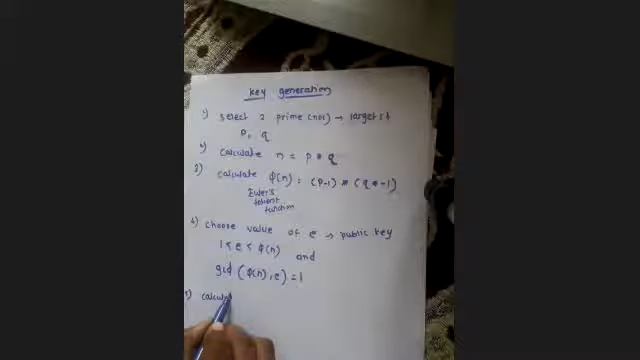 key generation
1) select 2 prime (nos) → largest
p, q
2) calculate n = p * q
3) calculate φ(n) = (p-1) * (q-1)
Euler's
totient
function
4) choose value of e → public key
1 < e < φ(n) and
gcd (φ(n), e) = 1
5) calcula